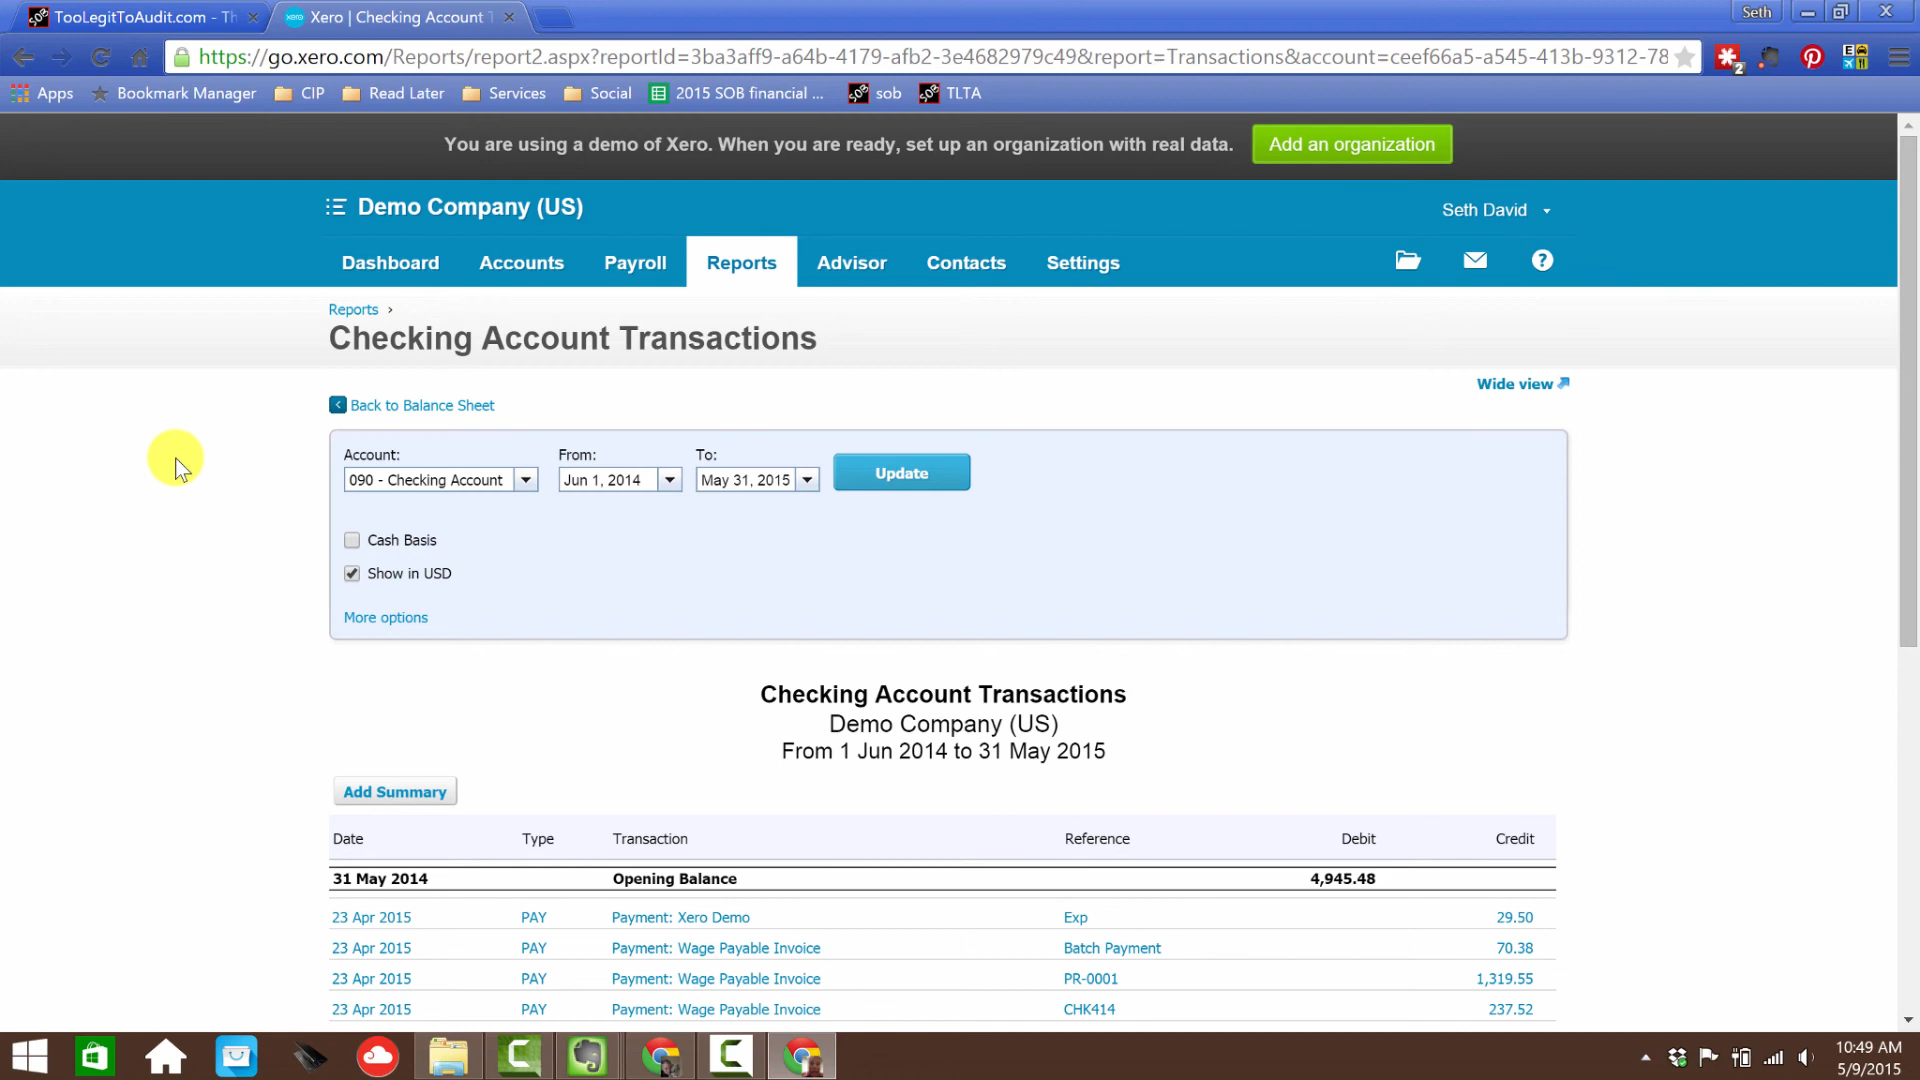 TooLegitToAudit.com - Th
Xero | Checking Account T
Seth
https://go.xero.com/Reports/report2.aspx?reportId=3ba3aff9-a64b-4179-afb2-3e4682979c49&report=Transactions&account=ceef66a5-a545-413b-9312-78
2
Apps Bookmark Manager CIP Read Later Services Social 2015 SOB financial ... sob TLTA
You are using a demo of Xero. When you are ready, set up an organization with real data. Add an organization
Demo Company (US)
Seth David
Dashboard Accounts Payroll Reports Advisor Contacts Settings ?
Reports ›
Checking Account Transactions
Wide view
< Back to Balance Sheet
Account: From: To:
090 - Checking Account Jun 1, 2014 May 31, 2015 Update
Cash Basis
Show in USD
More options
Checking Account Transactions
Demo Company (US)
From 1 Jun 2014 to 31 May 2015
Add Summary
Date Type Transaction Reference Debit Credit
31 May 2014 Opening Balance 4,945.48
23 Apr 2015 PAY Payment: Xero Demo Exp 29.50
23 Apr 2015 PAY Payment: Wage Payable Invoice Batch Payment 70.38
23 Apr 2015 PAY Payment: Wage Payable Invoice PR-0001 1,319.55
23 Apr 2015 PAY Payment: Wage Payable Invoice CHK414 237.52
10:49 AM
5/9/2015